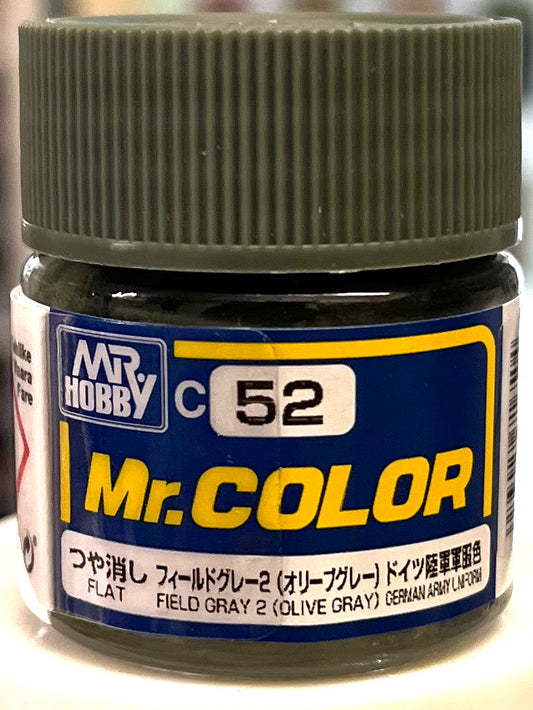 MR.
HOBBY
C 52
Mr.COLOR
つや消し フィールドグレー2 (オリーブグレー) ドイツ陸軍軍服色
FLAT FIELD GRAY 2 (OLIVE GRAY) GERMAN ARMY UNIFORM